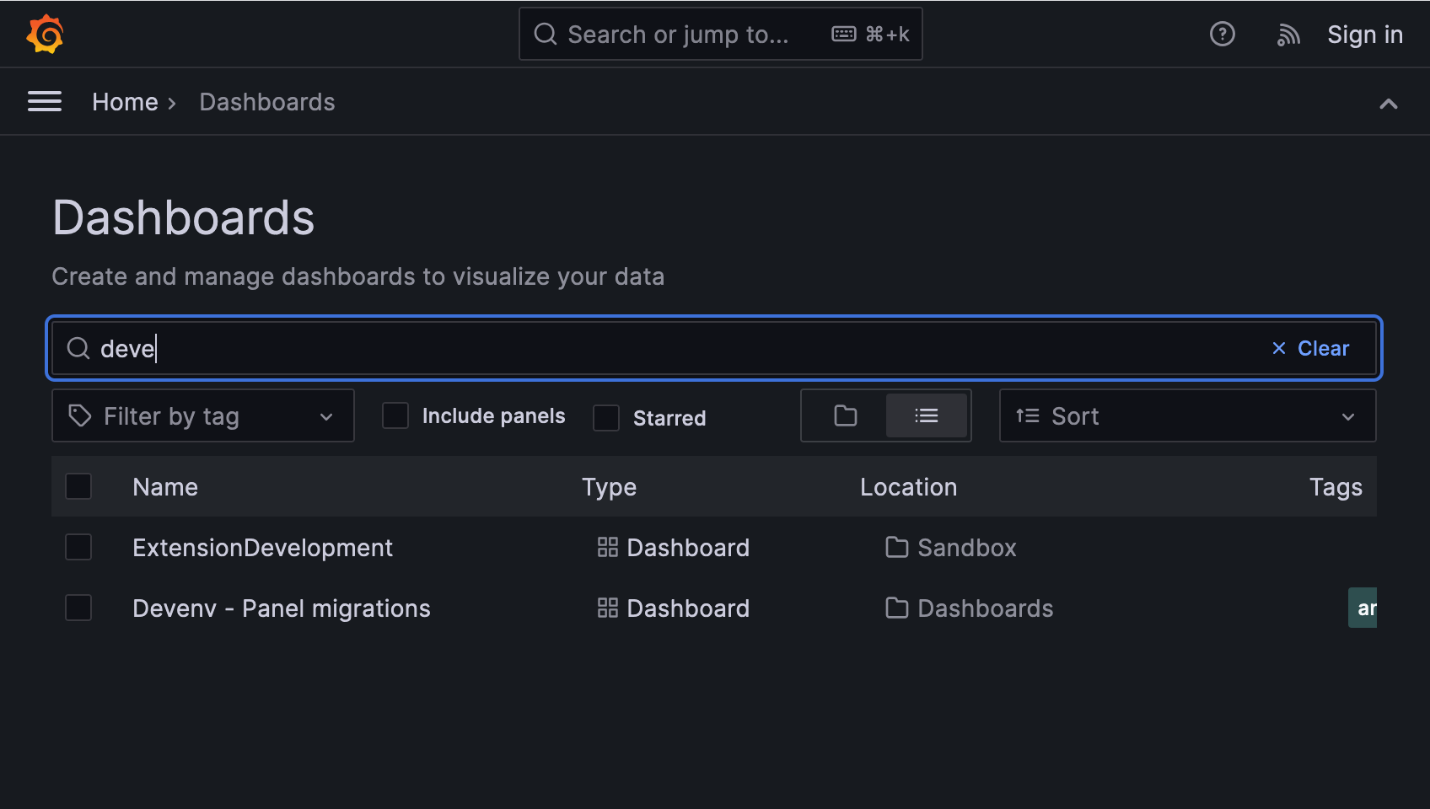 Search or jump to... ⌘+k Sign in
Home › Dashboards
Dashboards
Create and manage dashboards to visualize your data
deve Clear
Filter by tag Include panels Starred Sort
Name Type Location Tags
ExtensionDevelopment Dashboard Sandbox
Devenv - Panel migrations Dashboard Dashboards